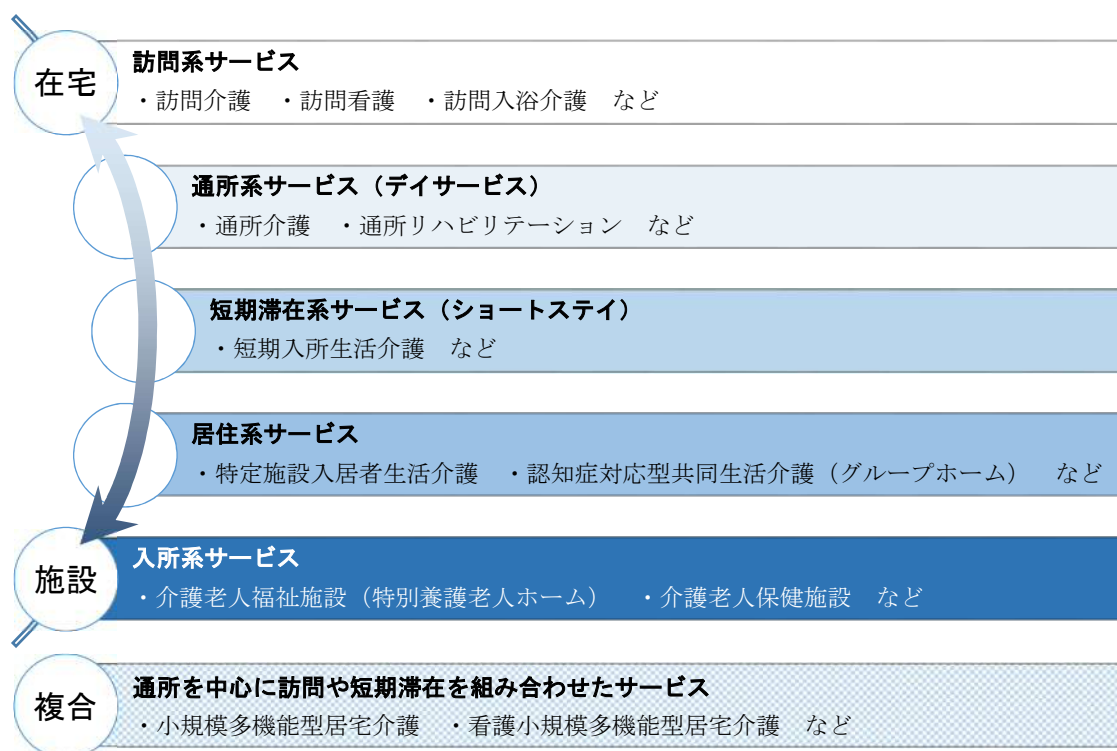 在宅
訪問系サービス
・訪問介護　・訪問看護　・訪問入浴介護　など
通所系サービス（デイサービス）
・通所介護　・通所リハビリテーション　など
短期滞在系サービス（ショートステイ）
・短期入所生活介護　など
居住系サービス
・特定施設入居者生活介護　・認知症対応型共同生活介護（グループホーム）　など
施設
入所系サービス
・介護老人福祉施設（特別養護老人ホーム）　・介護老人保健施設　など
複合
通所を中心に訪問や短期滞在を組み合わせたサービス
・小規模多機能型居宅介護　・看護小規模多機能型居宅介護　など